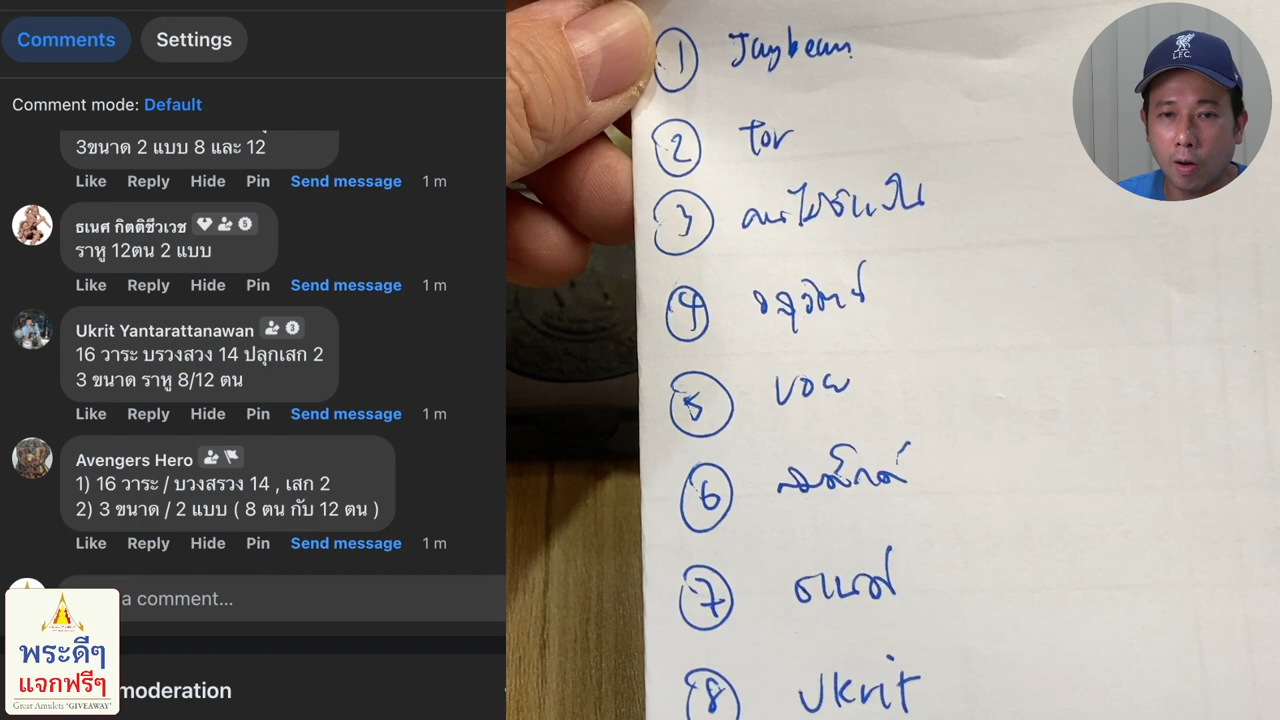 Comments
Settings
Comment mode: Default
3ขนาด 2 แบบ 8 และ 12
Like Reply Hide Pin Send message 1 m
ธเนศ กิตติชีวเวช
ราหู 12ตน 2 แบบ
Like Reply Hide Pin Send message 1 m
Ukrit Yantarattanawan
16 วาระ บรวงสวง 14 ปลุกเสก 2
3 ขนาด ราหู 8/12 ตน
Like Reply Hide Pin Send message 1 m
Avengers Hero
1) 16 วาระ / บวงสรวง 14 , เสก 2
2) 3 ขนาด / 2 แบบ ( 8 ตน กับ 12 ตน )
Like Reply Hide Pin Send message 1 m
a comment...
moderation
พระดีๆ
แจกฟรีๆ
Great Amulets "GIVEAWAY"
1 Jaybean
2 tor
3
4
5 บอย
6 สมศักดิ์
7 ธเนศ
8 Ukrit
L.F.C.